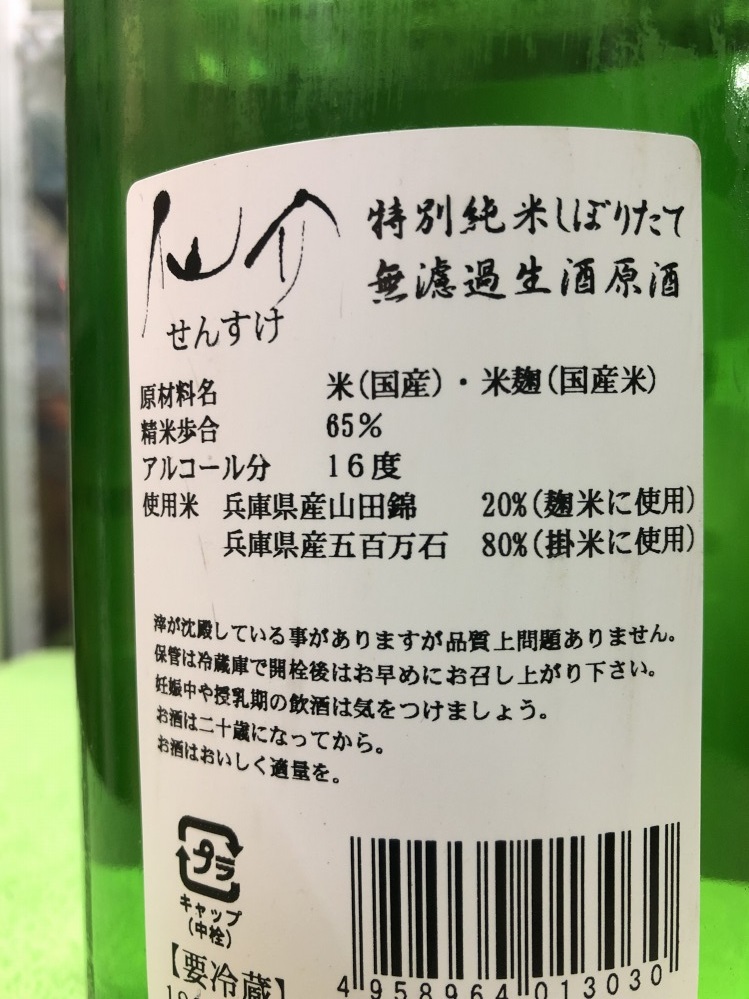 仙介 特別純米しぼりたて
せんすけ 無濾過生酒原酒
原材料名 米(国産)・米麹(国産米)
精米歩合 65%
アルコール分 16度
使用米 兵庫県産山田錦 20%(麹米に使用)
兵庫県産五百万石 80%(掛米に使用)
滓が沈殿している事がありますが品質上問題ありません。
保管は冷蔵庫で開栓後はお早めにお召し上がり下さい。
妊娠中や授乳期の飲酒は気をつけましょう。
お酒は二十歳になってから。
お酒はおいしく適量を。
プラ
キャップ
(中栓)
【要冷蔵】
4 958964 013030